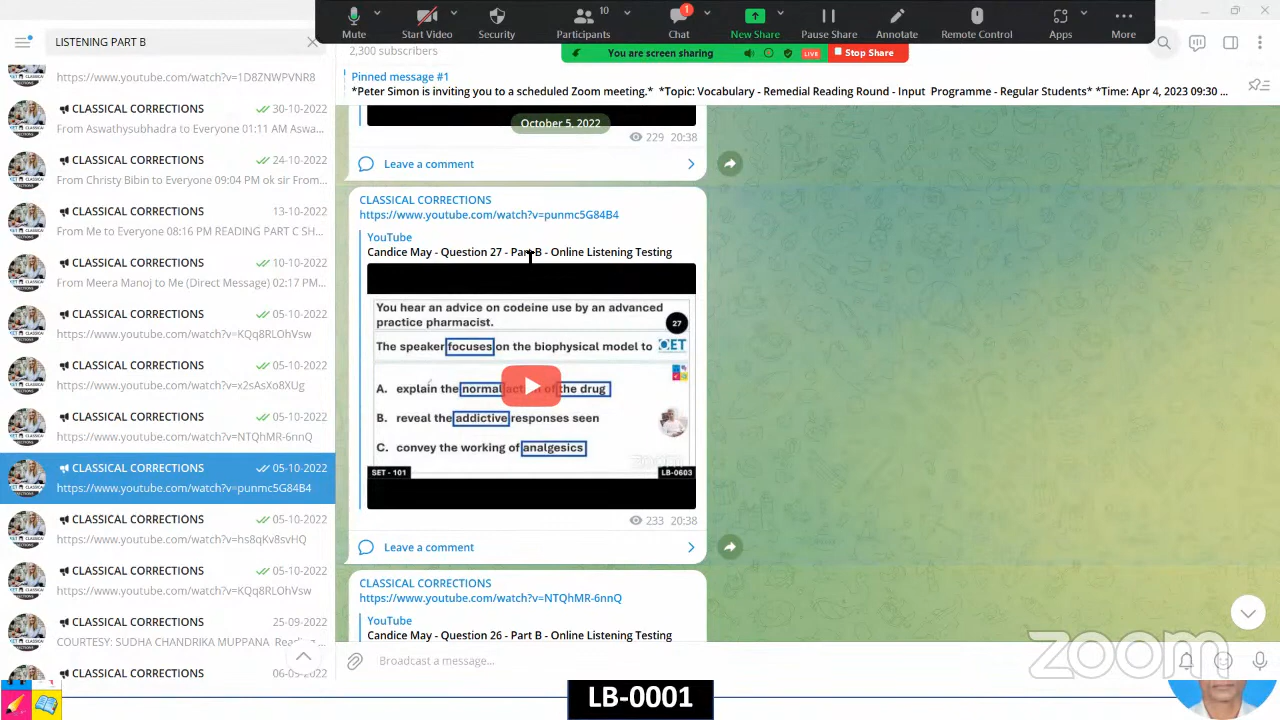 Mute
Start Video
Security
Participants
10
Chat
1
New Share
Pause Share
Annotate
Remote Control
Apps
More
You are screen sharing
LIVE
Stop Share
LISTENING PART B
2,300 subscribers
Pinned message #1
*Peter Simon is inviting you to a scheduled Zoom meeting.* *Topic: Vocabulary - Remedial Reading Round - Input Programme - Regular Students* *Time: Apr 4, 2023 09:30 ...
https://www.youtube.com/watch?v=1D8ZNWPVNR8
CLASSICAL CORRECTIONS 30-10-2022
From Aswathysubhadra to Everyone 01:11 AM Aswa...
CLASSICAL CORRECTIONS 24-10-2022
From Christy Bibin to Everyone 09:04 PM ok sir From...
CLASSICAL CORRECTIONS 13-10-2022
From Me to Everyone 08:16 PM READING PART C SH...
CLASSICAL CORRECTIONS 10-10-2022
From Minu Manoj to Me (Direct Message) 02:17 PM...
CLASSICAL CORRECTIONS 05-10-2022
https://www.youtube.com/watch?v=KQq8RLOhVsw
CLASSICAL CORRECTIONS 05-10-2022
https://www.youtube.com/watch?v=x2sAsXo8XUg
CLASSICAL CORRECTIONS 05-10-2022
https://www.youtube.com/watch?v=NTQhMR-6nnQ
CLASSICAL CORRECTIONS 05-10-2022
https://www.youtube.com/watch?v=punmc5G84B4
CLASSICAL CORRECTIONS 05-10-2022
https://www.youtube.com/watch?v=hs8qKv8srHQ
CLASSICAL CORRECTIONS 05-10-2022
CLASSICAL CORRECTIONS 25-09-2022
COURTESY: SUDHA CHANDRIKA MUPPANA
CLASSICAL CORRECTIONS
October 5, 2022
229 20:38
Leave a comment
CLASSICAL CORRECTIONS
https://www.youtube.com/watch?v=punmc5G84B4
YouTube
Candice May - Question 27 - Part B - Online Listening Testing
You hear an advice on codeine use by an advanced
practice pharmacist.
27
The speaker focuses on the biophysical model to
OET
A. explain the normal action of the drug
B. reveal the addictive responses seen
C. convey the working of analgesics
zoom
SET - 101
LB-0603
233 20:38
Leave a comment
CLASSICAL CORRECTIONS
https://www.youtube.com/watch?v=NTQhMR-6nnQ
YouTube
Candice May - Question 26 - Part B - Online Listening Testing
Broadcast a message...
zoom
LB-0001